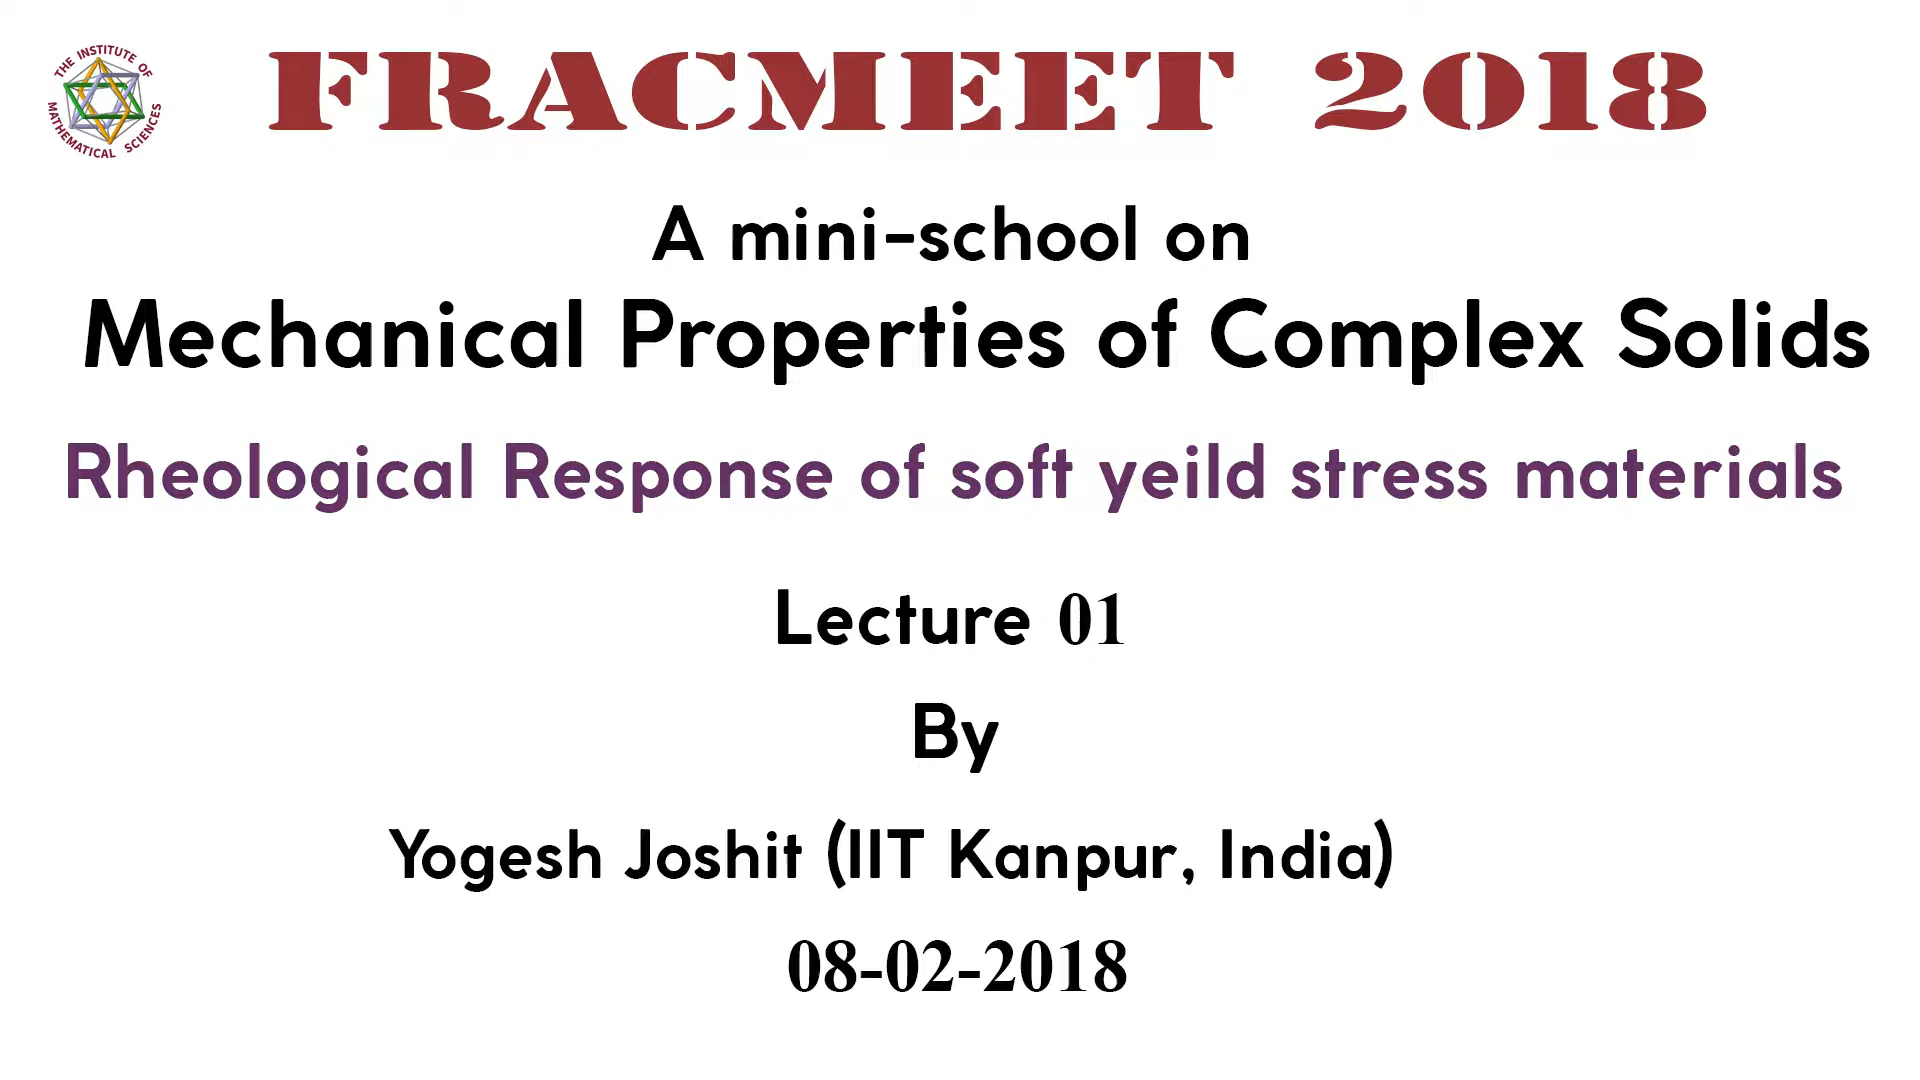 THE INSTITUTE OF
MATHEMATICAL SCIENCES
FRACMEET 2018
A mini-school on
Mechanical Properties of Complex Solids
Rheological Response of soft yeild stress materials
Lecture 01
By
Yogesh Joshit (IIT Kanpur, India)
08-02-2018